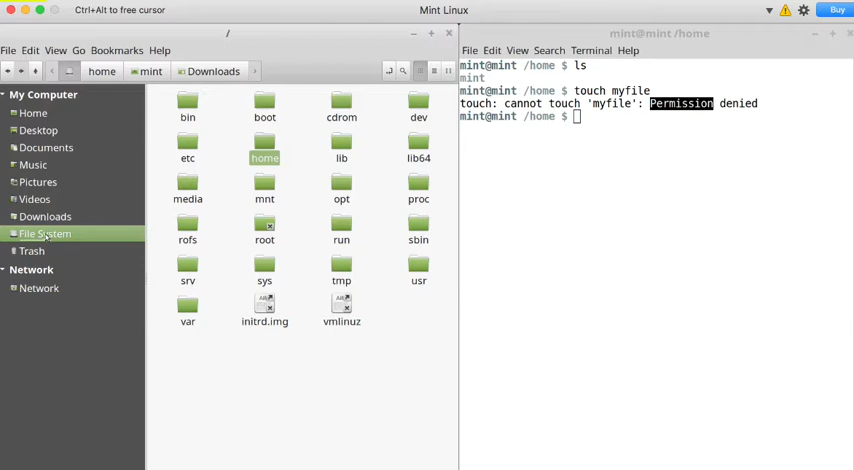 Ctrl+Alt to free cursor
Mint Linux
Buy
/
mint@mint /home
File Edit View Go Bookmarks Help
File Edit View Search Terminal Help
home
mint
Downloads
My Computer
Home
Desktop
Documents
Music
Pictures
Videos
Downloads
File System
Trash
Network
Network
bin
boot
cdrom
dev
etc
home
lib
lib64
media
mnt
opt
proc
rofs
root
run
sbin
srv
sys
tmp
usr
var
initrd.img
vmlinuz
mint@mint /home $ ls
mint
mint@mint /home $ touch myfile
touch: cannot touch 'myfile': Permission denied
mint@mint /home $